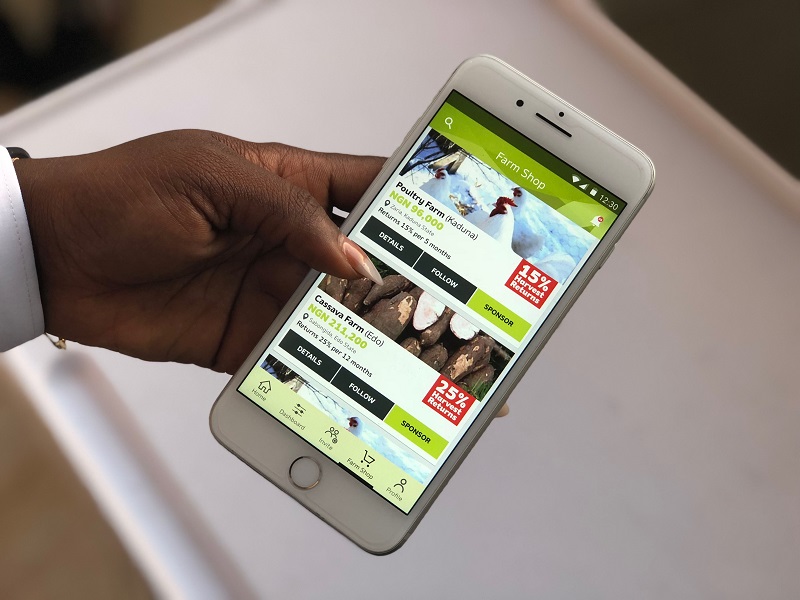 12.30
Farm Shop
Poultry Farm (Kaduna)
NGN 96,000
Zaria, Kaduna State
Returns 15% per 5 months
DETAILS
FOLLOW
SPONSOR
15%
Harvest
Returns
Cassava Farm (Edo)
NGN 211,200
Sabongida, Edo State
Returns 25% per 12 months
DETAILS
FOLLOW
SPONSOR
25%
Harvest
Returns
Home
Dashboard
Invite
Farm Shop
Profile